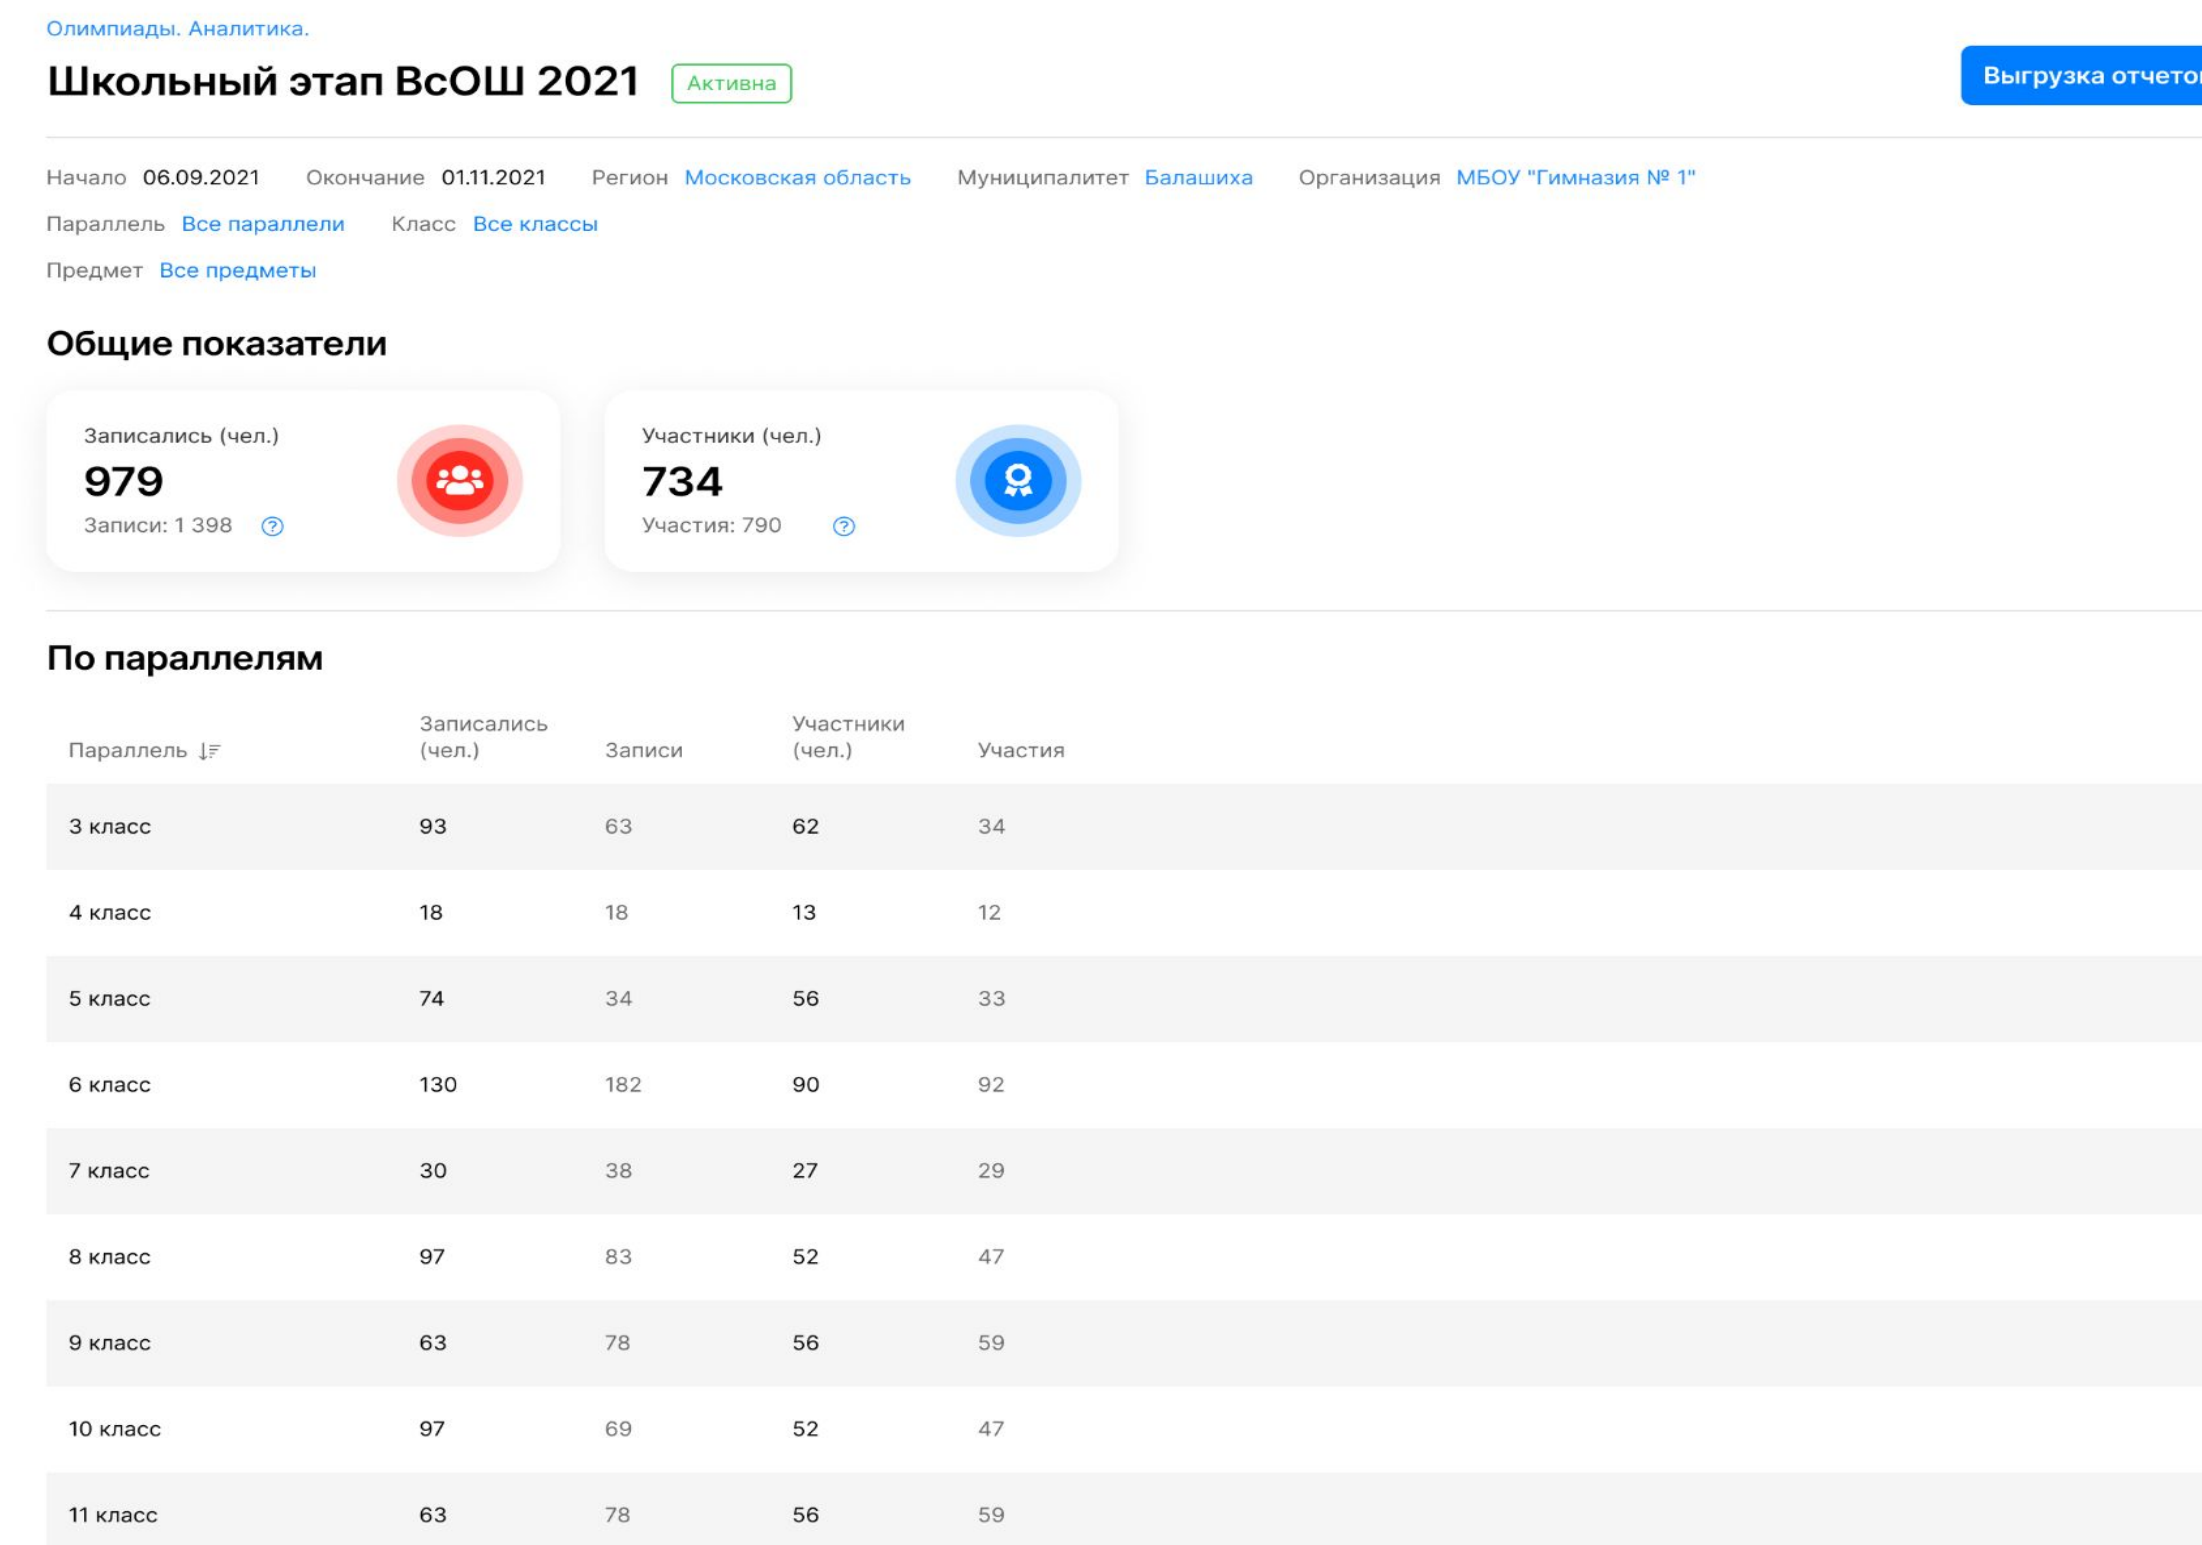 Олимпиады. Аналитика.
Школьный этап ВсОШ 2021 Активна
Выгрузка отчетов
Начало 06.09.2021 Окончание 01.11.2021 Регион Московская область Муниципалитет Балашиха Организация МБОУ "Гимназия № 1"
Параллель Все параллели Класс Все классы
Предмет Все предметы
Общие показатели
Записались (чел.) Участники (чел.)
979 734
Записи: 1 398 ? Участия: 790 ?
По параллелям
Параллель Записались (чел.) Записи Участники (чел.) Участия
3 класс 93 63 62 34
4 класс 18 18 13 12
5 класс 74 34 56 33
6 класс 130 182 90 92
7 класс 30 38 27 29
8 класс 97 83 52 47
9 класс 63 78 56 59
10 класс 97 69 52 47
11 класс 63 78 56 59